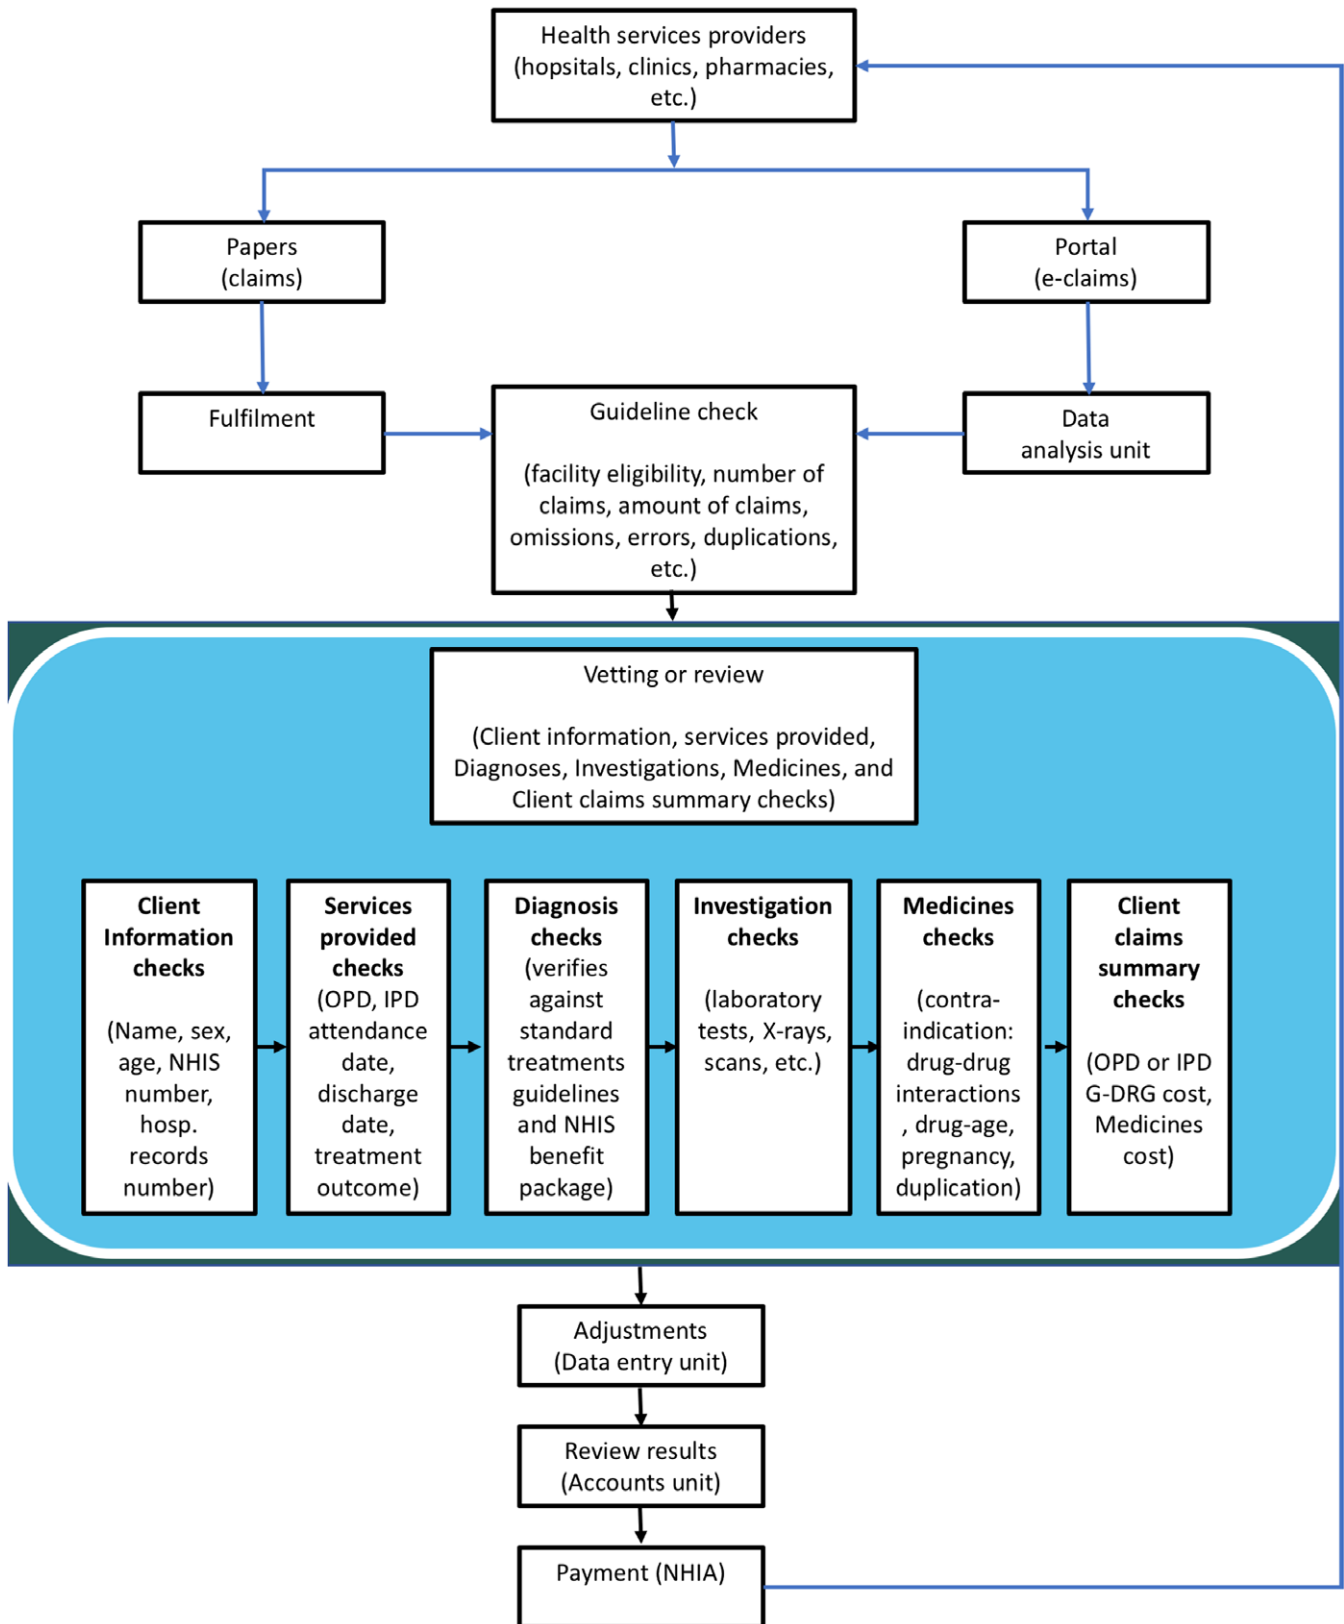 Health services providers
(hopsitals, clinics, pharmacies,
etc.)
Papers
(claims)
Portal
(e-claims)
Fulfilment
Guideline check
(facility eligibility, number of
claims, amount of claims,
omissions, errors, duplications,
etc.)
Data
analysis unit
Vetting or review
(Client information, services provided,
Diagnoses, Investigations, Medicines, and
Client claims summary checks)
Client
Information
checks
(Name, sex,
age, NHIS
number,
hosp.
records
number)
Services
provided
checks
(OPD, IPD
attendance
date,
discharge
date,
treatment
outcome)
Diagnosis
checks
(verifies
against
standard
treatments
guidelines
and NHIS
benefit
package)
Investigation
checks
(laboratory
tests, X-rays,
scans, etc.)
Medicines
checks
(contra-
indication:
drug-drug
interactions
, drug-age,
pregnancy,
duplication)
Client
claims
summary
checks
(OPD or IPD
G-DRG cost,
Medicines
cost)
Adjustments
(Data entry unit)
Review results
(Accounts unit)
Payment (NHIA)